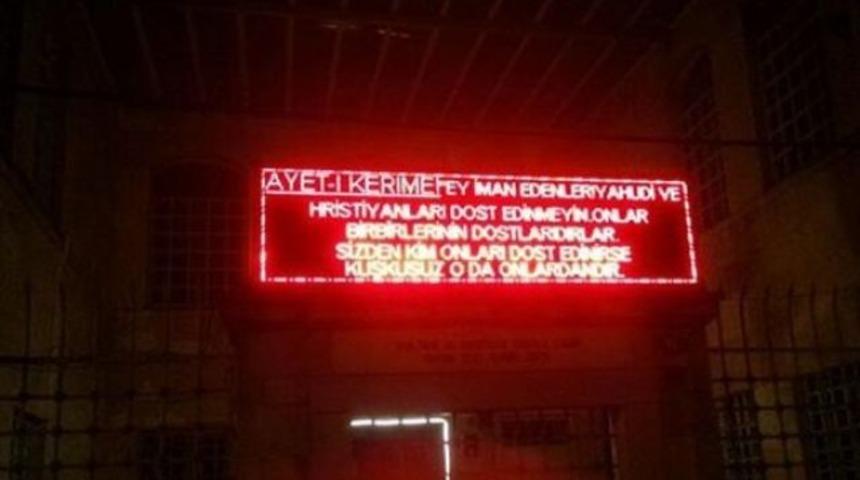 AYET-İ KERİME EY İMAN EDENLER!YAHUDİ VE
HRİSTİYANLARI DOST EDİNMEYİN.ONLAR
BİRBİRLERİNİN DOSTLARIDIRLAR.
SİZDEN KİM ONLARI DOST EDİNİRSE
KUŞKUSUZ O DA ONLARDANDIR.